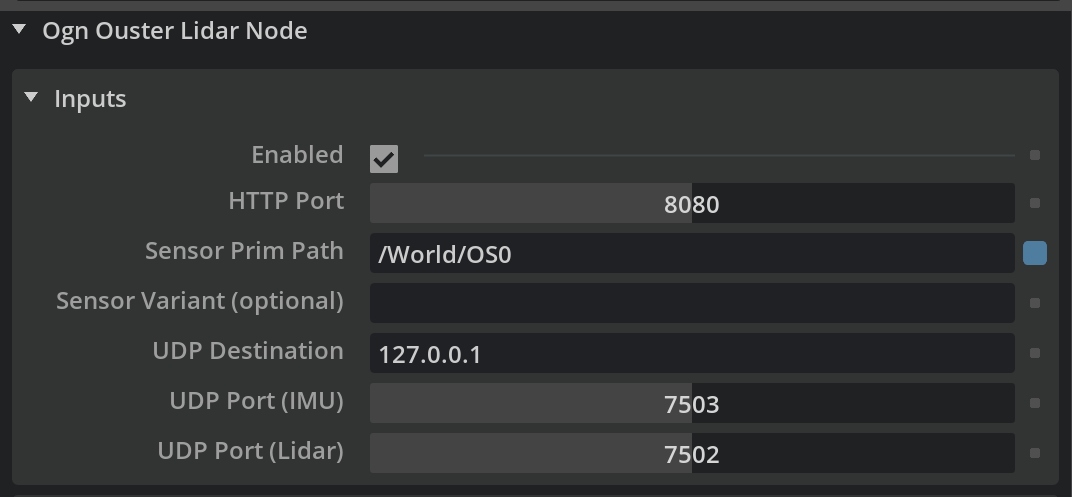 Ogn Ouster Lidar Node
Inputs
Enabled
HTTP Port 8080
Sensor Prim Path /World/OS0
Sensor Variant (optional)
UDP Destination 127.0.0.1
UDP Port (IMU) 7503
UDP Port (Lidar) 7502